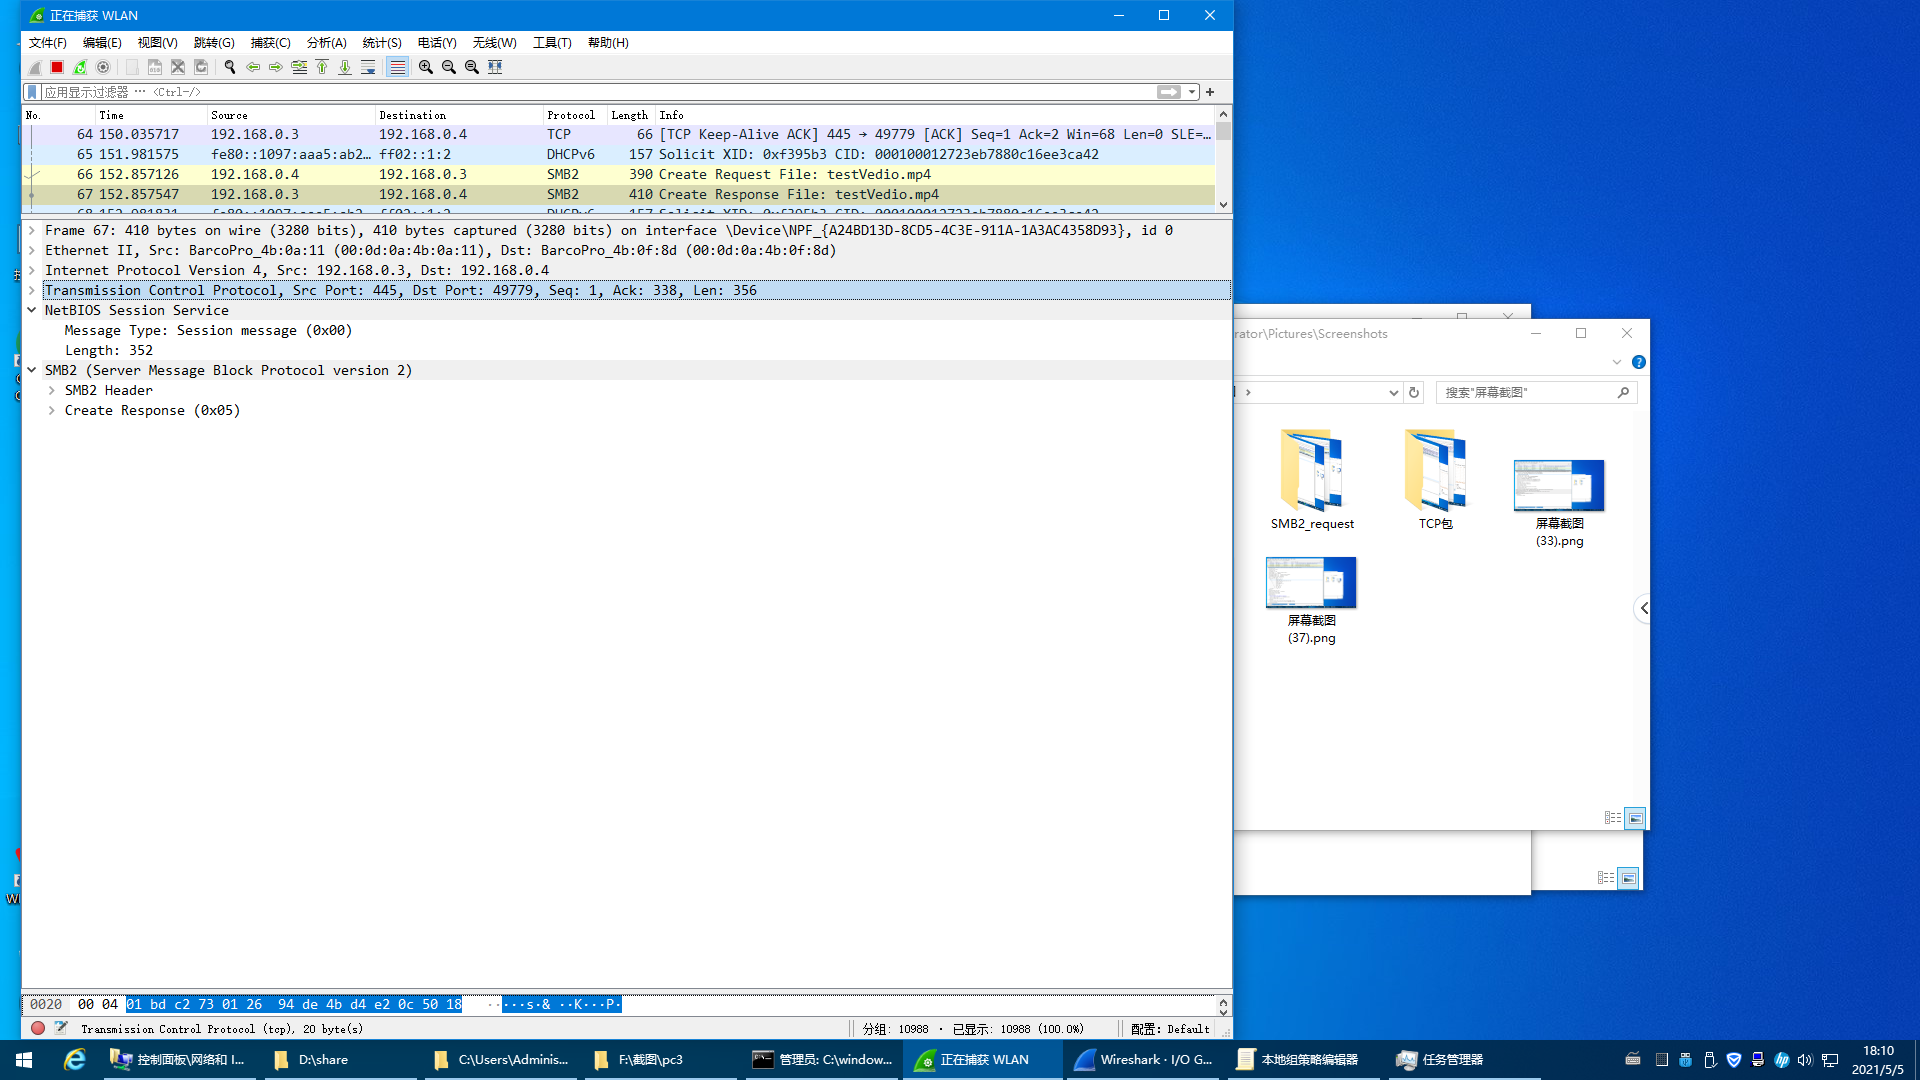 正在捕获 WLAN
文件(F) 编辑(E) 视图(V) 跳转(G) 捕获(C) 分析(A) 统计(S) 电话(Y) 无线(W) 工具(T) 帮助(H)
应用显示过滤器 … <Ctrl-/>
No. Time Source Destination Protocol Length Info
64 150.035717 192.168.0.3 192.168.0.4 TCP 66 [TCP Keep-Alive ACK] 445 → 49779 [ACK] Seq=1 Ack=2 Win=68 Len=0 SLE=…
65 151.981575 fe80::1097:aaa5:ab2… ff02::1:2 DHCPv6 157 Solicit XID: 0xf395b3 CID: 000100012723eb7880c16ee3ca42
66 152.857126 192.168.0.4 192.168.0.3 SMB2 390 Create Request File: testVedio.mp4
67 152.857547 192.168.0.3 192.168.0.4 SMB2 410 Create Response File: testVedio.mp4
68 152.981831 fe80::1097:aaa5:ab2… ff02::1:2 DHCPv6 157 Solicit XID: 0xf395b3 CID: 000100012723eb7880c16ee3ca42
Frame 67: 410 bytes on wire (3280 bits), 410 bytes captured (3280 bits) on interface \Device\NPF_{A24BD13D-8CD5-4C3E-911A-1A3AC4358D93}, id 0
Ethernet II, Src: BarcoPro_4b:0a:11 (00:0d:0a:4b:0a:11), Dst: BarcoPro_4b:0f:8d (00:0d:0a:4b:0f:8d)
Internet Protocol Version 4, Src: 192.168.0.3, Dst: 192.168.0.4
Transmission Control Protocol, Src Port: 445, Dst Port: 49779, Seq: 1, Ack: 338, Len: 356
NetBIOS Session Service
Message Type: Session message (0x00)
Length: 352
SMB2 (Server Message Block Protocol version 2)
SMB2 Header
Create Response (0x05)
0020 00 04 01 bd c2 73 01 26 94 de 4b d4 e2 0c 50 18 ·····s·& ··K···P·
Transmission Control Protocol (tcp), 20 byte(s)
分组: 10988 · 已显示: 10988 (100.0%)
配置: Default
rator\Pictures\Screenshots
搜索"屏幕截图"
SMB2_request
TCP包
屏幕截图
(33).png
屏幕截图
(37).png
控制面板\网络和 I...
D:\share
C:\Users\Adminis...
F:\截图\pc3
管理员: C:\window...
正在捕获 WLAN
Wireshark · I/O G...
本地组策略编辑器
任务管理器
18:10
2021/5/5